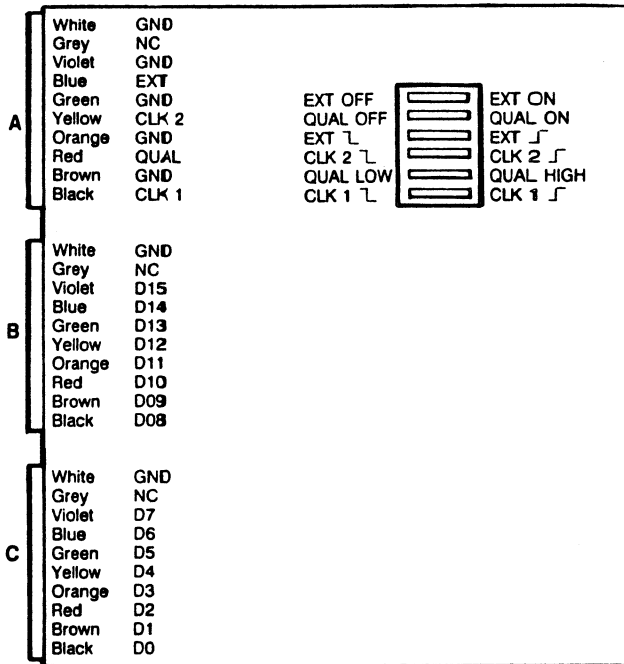 A
White GND
Grey NC
Violet GND
Blue EXT
Green GND
Yellow CLK 2
Orange GND
Red QUAL
Brown GND
Black CLK 1
EXT OFF EXT ON
QUAL OFF QUAL ON
EXT ㄱ_ EXT _┌
CLK 2 ㄱ_ CLK 2 _┌
QUAL LOW QUAL HIGH
CLK 1 ㄱ_ CLK 1 _┌
B
White GND
Grey NC
Violet D15
Blue D14
Green D13
Yellow D12
Orange D11
Red D10
Brown D09
Black D08
C
White GND
Grey NC
Violet D7
Blue D6
Green D5
Yellow D4
Orange D3
Red D2
Brown D1
Black D0